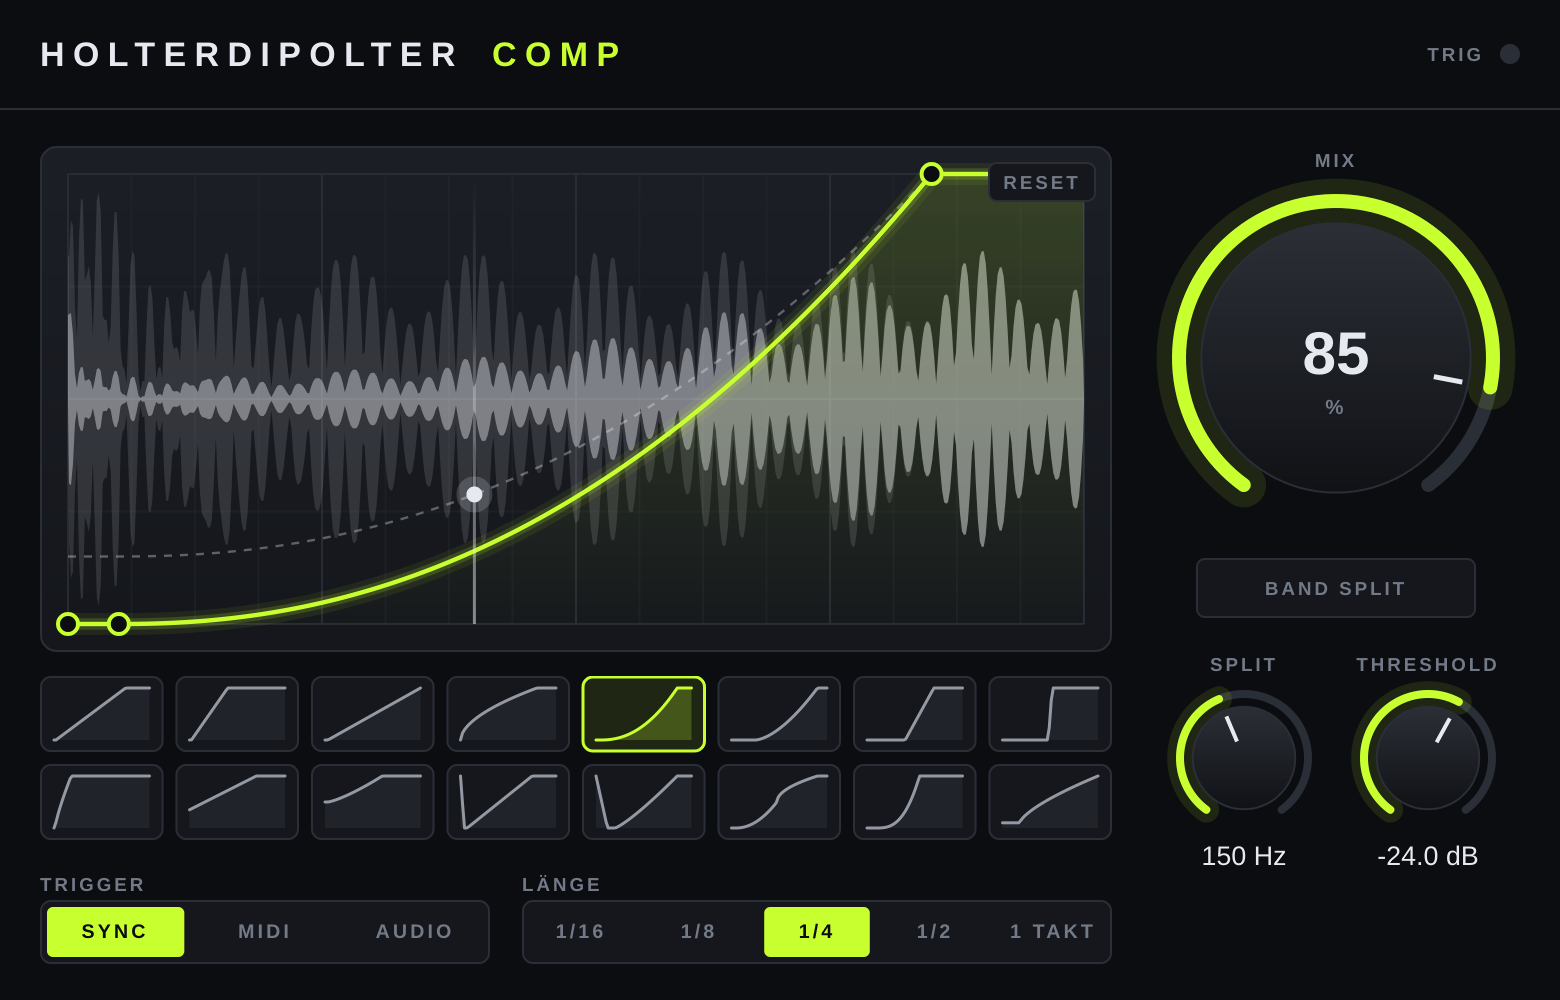 HOLTERDIPOLTER COMP
TRIG
RESET
MIX
85
%
BAND SPLIT
SPLIT THRESHOLD
150 Hz -24.0 dB
TRIGGER
SYNC MIDI AUDIO
LÄNGE
1/16 1/8 1/4 1/2 1 TAKT